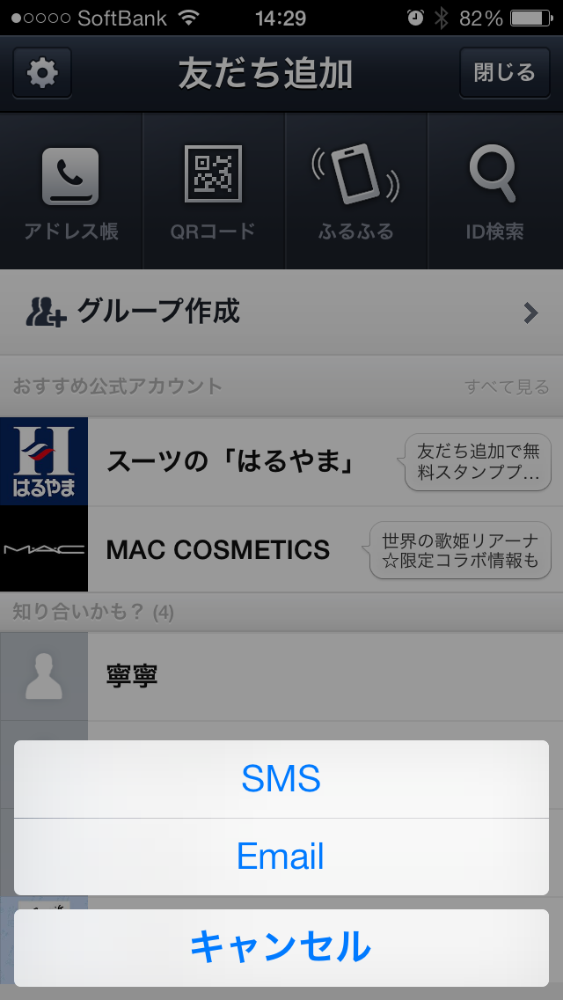 SoftBank 14:29 82%
友だち追加
閉じる
アドレス帳 QRコード ふるふる ID検索
グループ作成
おすすめ公式アカウント すべて見る
はるやま
スーツの「はるやま」
友だち追加で無
料スタンププ…
MAC
MAC COSMETICS
世界の歌姫リアーナ
☆限定コラボ情報も
知り合いかも？ (4)
寧寧
SMS
Email
キャンセル